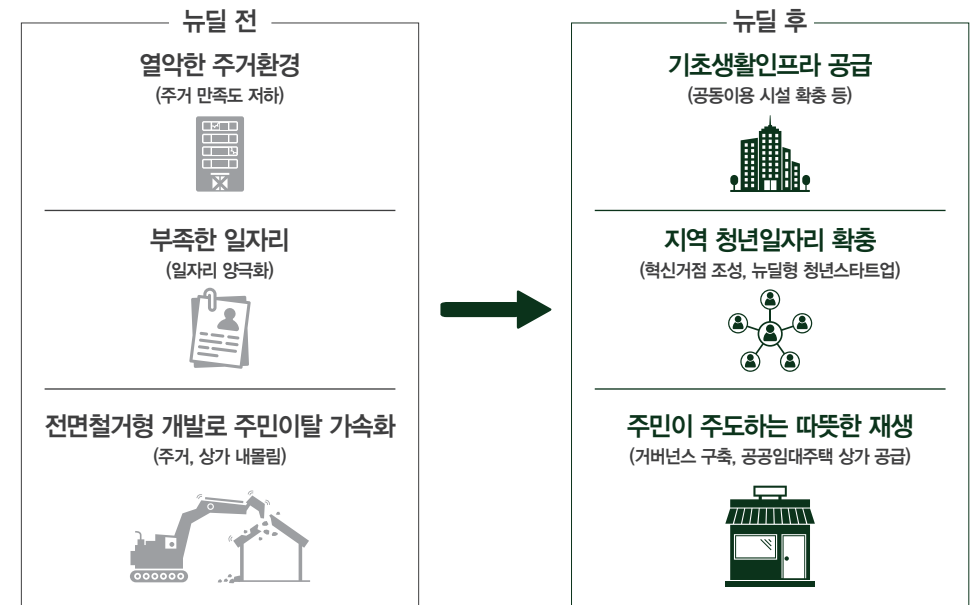 뉴딜 전
열악한 주거환경
(주거 만족도 저하)
부족한 일자리
(일자리 양극화)
전면철거형 개발로 주민이탈 가속화
(주거, 상가 내몰림)
뉴딜 후
기초생활인프라 공급
(공동이용 시설 확충 등)
지역 청년일자리 확충
(혁신거점 조성, 뉴딜형 청년스타트업)
주민이 주도하는 따뜻한 재생
(거버넌스 구축, 공공임대주택 상가 공급)